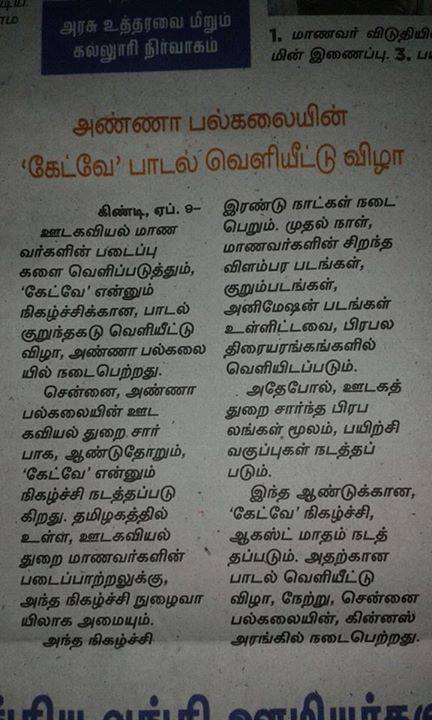 அரசு உத்தரவை மீறும்
கல்லூரி நிர்வாகம்
1. மாணவர் விடுதியி
மின் இணைப்பு. 3. ப
அண்ணா பல்கலையின்
‘கேட்வே’ பாடல் வெளியீட்டு விழா
கிண்டி, ஏப். 9–
ஊடகவியல் மாண
வர்களின் படைப்பு
களை வெளிப்படுத்தும்,
‘கேட்வே’ என்னும்
நிகழ்ச்சிக்கான, பாடல்
குறுந்தகடு வெளியீட்டு
விழா, அண்ணா பல்கலை
யில் நடைபெற்றது.
சென்னை, அண்ணா
பல்கலையின் ஊட
கவியல் துறை சார்
பாக, ஆண்டுதோறும்,
‘கேட்வே’ என்னும்
நிகழ்ச்சி நடத்தப்படு
கிறது. தமிழகத்தில்
உள்ள, ஊடகவியல்
துறை மாணவர்களின்
படைப்பாற்றலுக்கு,
அந்த நிகழ்ச்சி நுழைவா
யிலாக அமையும்.
அந்த நிகழ்ச்சி
இரண்டு நாட்கள் நடை
பெறும். முதல் நாள்,
மாணவர்களின் சிறந்த
விளம்பர படங்கள்,
குறும்படங்கள்,
அனிமேஷன் படங்கள்
உள்ளிட்டவை, பிரபல
திரையரங்கங்களில்
வெளியிடப்படும்.
அதேபோல், ஊடகத்
துறை சார்ந்த பிரப
லங்கள் மூலம், பயிற்சி
வகுப்புகள் நடத்தப்
படும்.
இந்த ஆண்டுக்கான,
‘கேட்வே’ நிகழ்ச்சி,
ஆகஸ்ட் மாதம் நடத்
தப்படும். அதற்கான
பாடல் வெளியீட்டு
விழா, நேற்று, சென்னை
பல்கலையின், கின்னஸ்
அரங்கில் நடைபெற்றது.